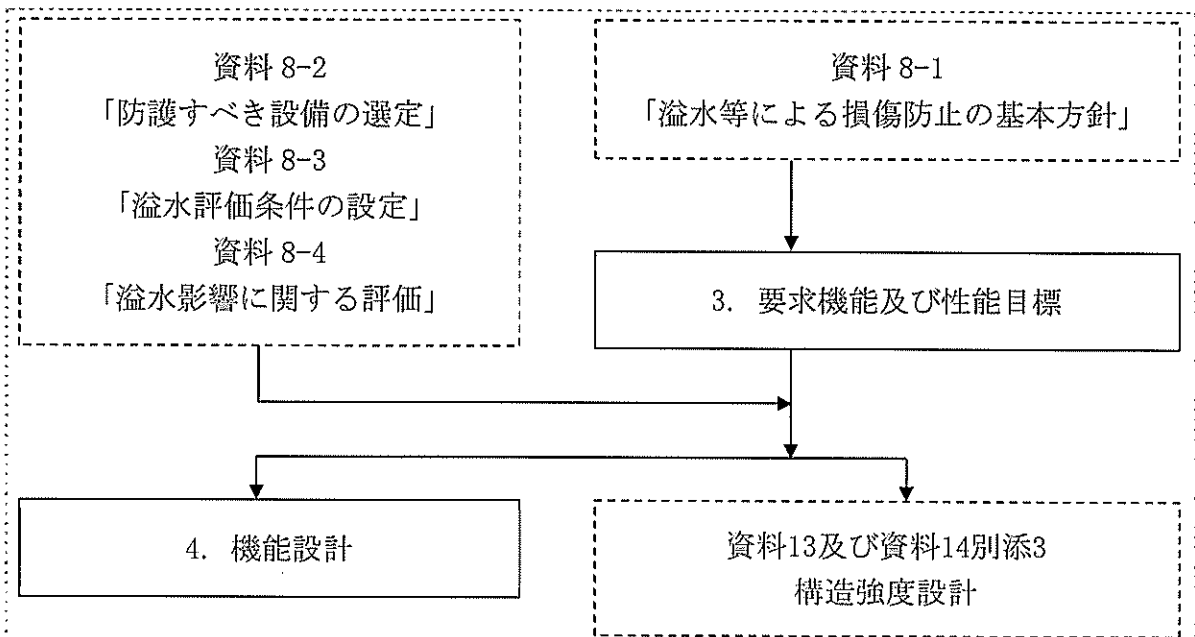 資料 8-2
「防護すべき設備の選定」
資料 8-3
「溢水評価条件の設定」
資料 8-4
「溢水影響に関する評価」
資料 8-1
「溢水等による損傷防止の基本方針」
3. 要求機能及び性能目標
4. 機能設計
資料13及び資料14別添3
構造強度設計